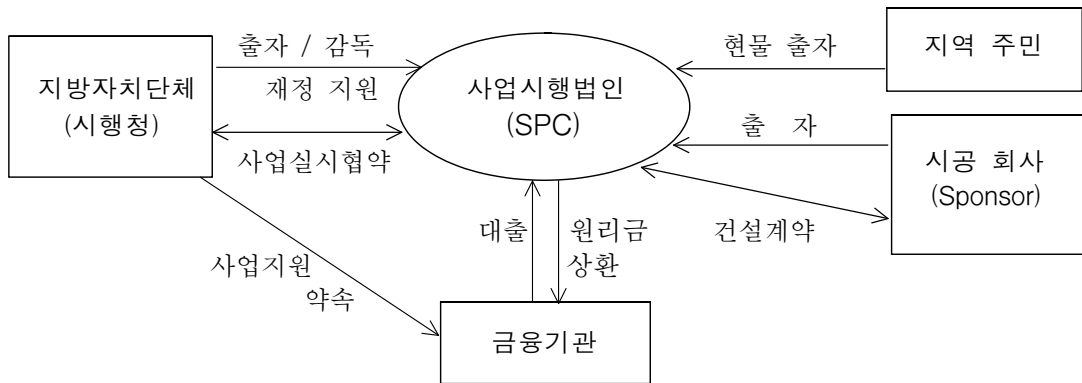 출자 / 감독
재정 지원
지방자치단체
(시행청)
사업실시협약
사업시행법인
(SPC)
현물 출자
지역 주민
출 자
시공 회사
(Sponsor)
건설계약
대출
원리금
상환
사업지원
약속
금융기관